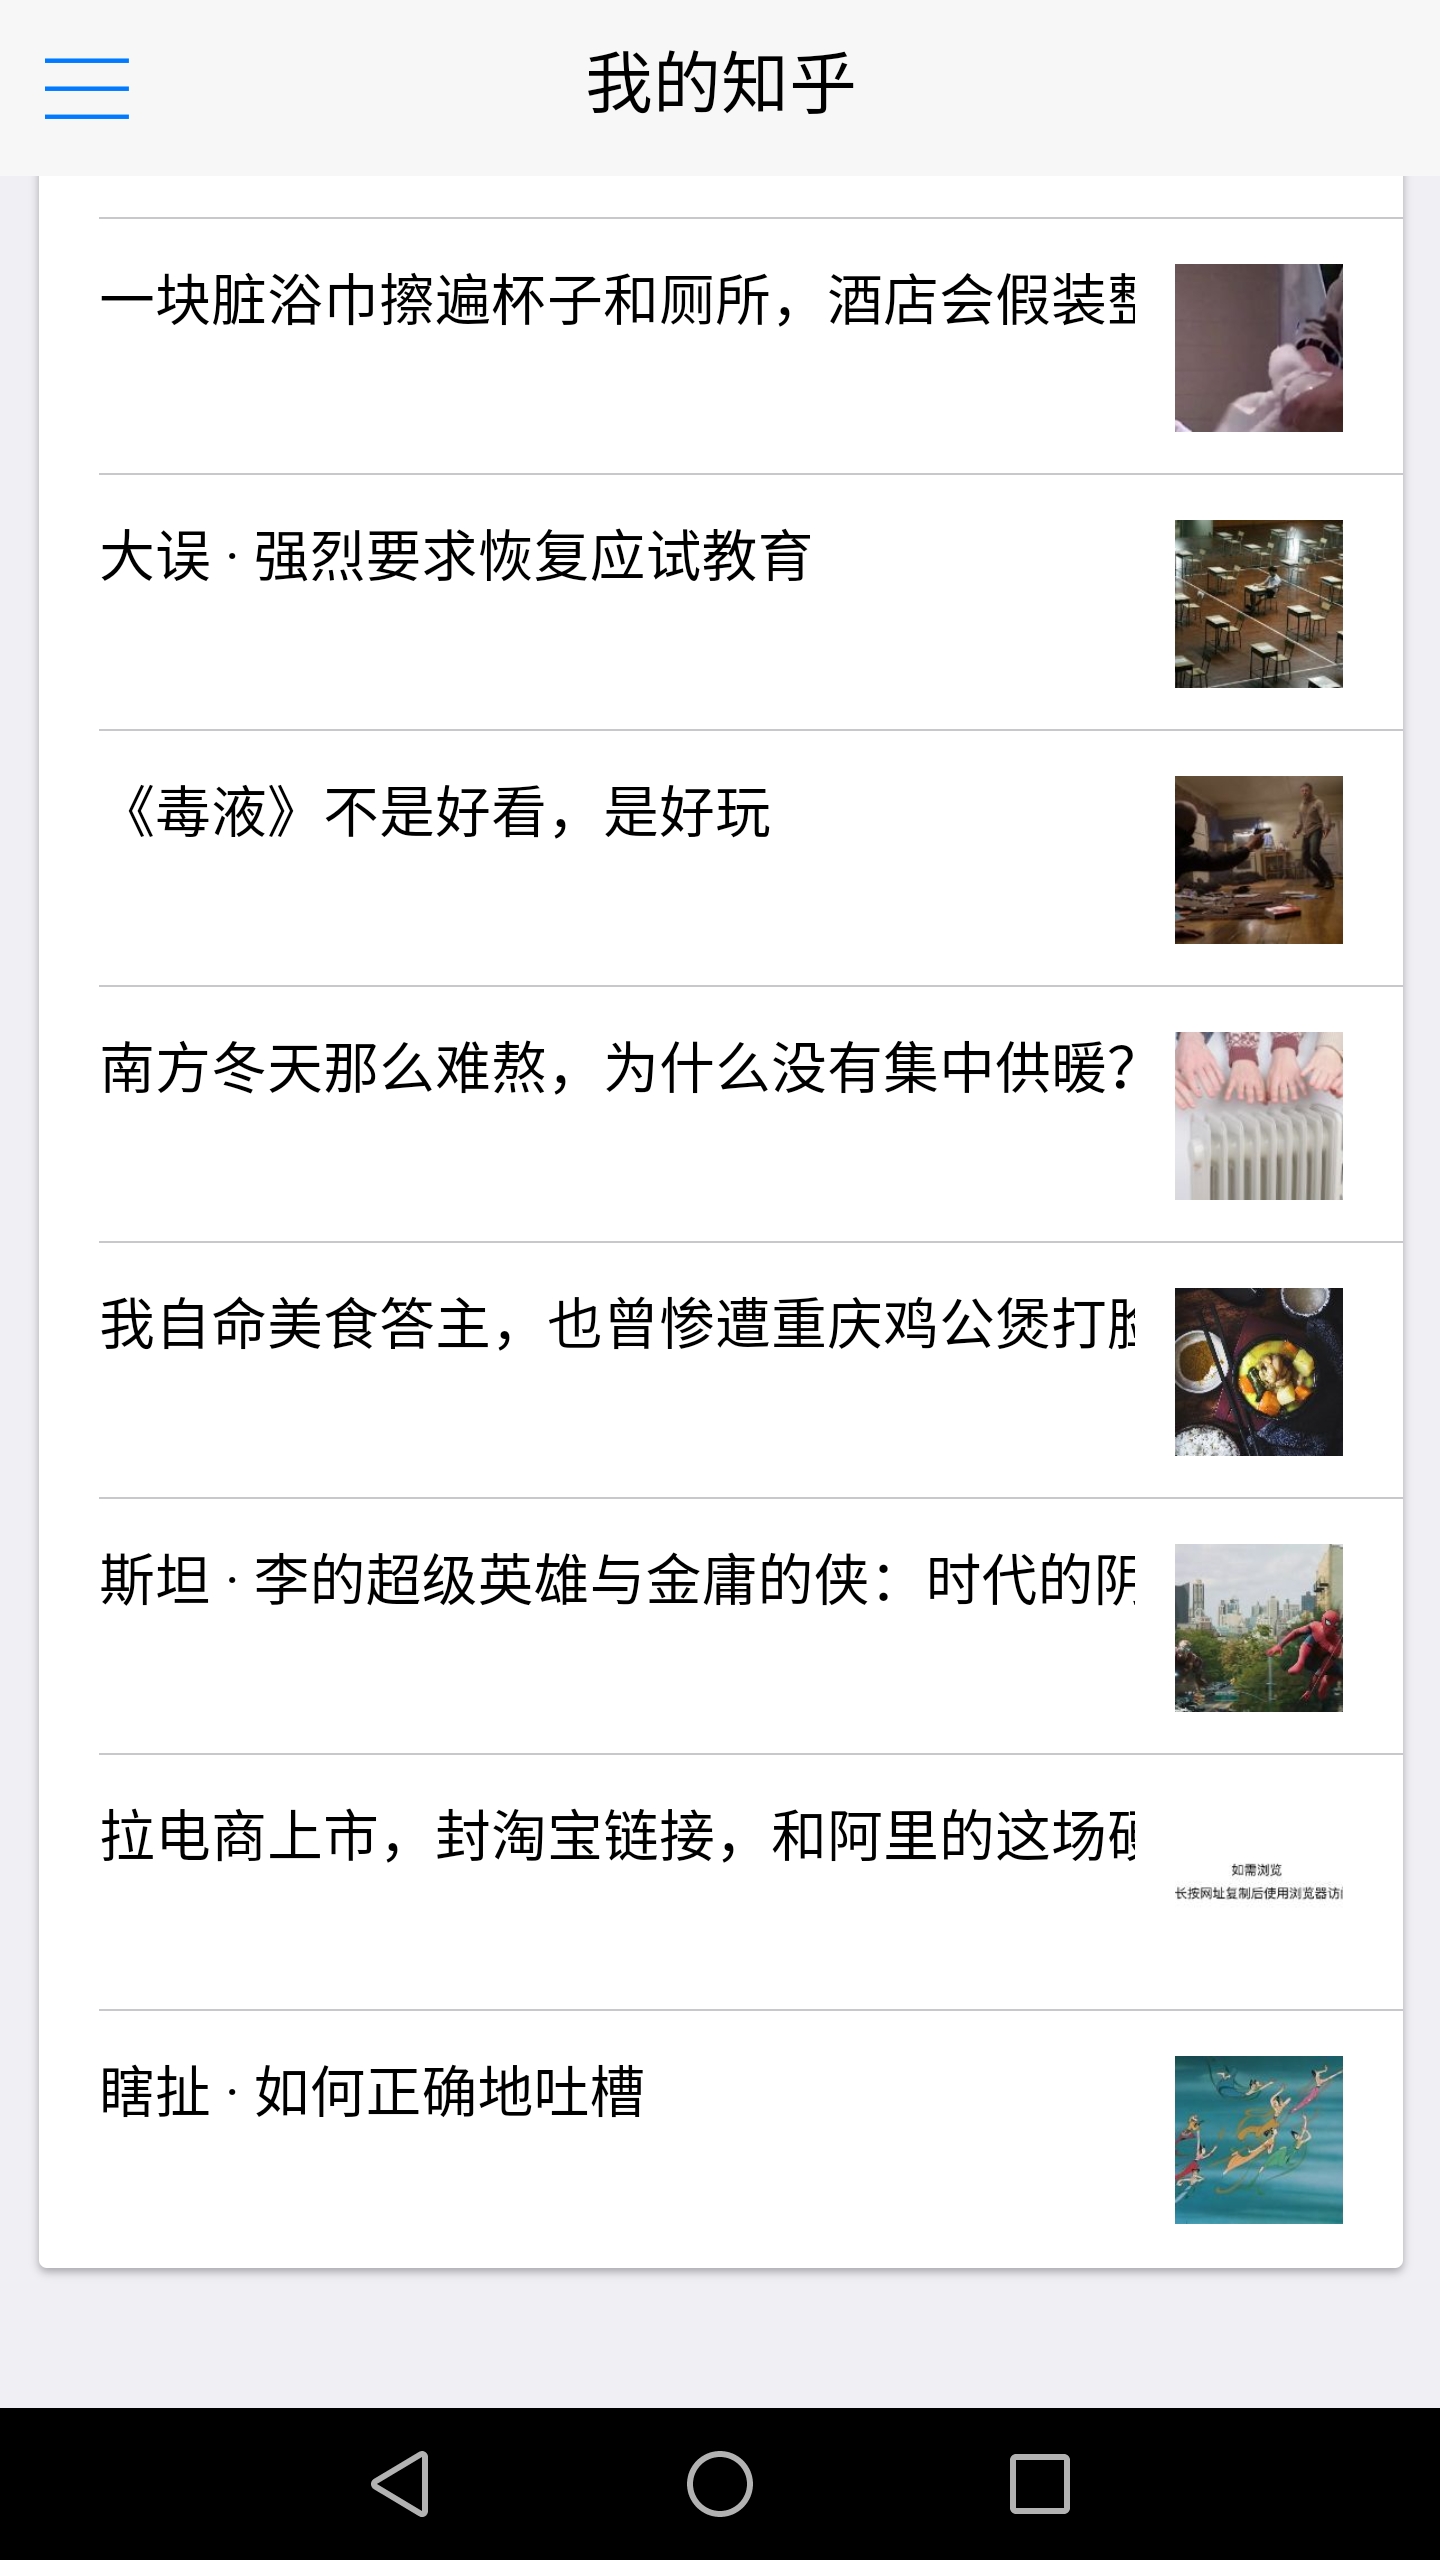 我的知乎
一块脏浴巾擦遍杯子和厕所，酒店会假装整
大误 · 强烈要求恢复应试教育
《毒液》不是好看，是好玩
南方冬天那么难熬，为什么没有集中供暖？
我自命美食答主，也曾惨遭重庆鸡公煲打脸
斯坦 · 李的超级英雄与金庸的侠：时代的阴
拉电商上市，封淘宝链接，和阿里的这场硬
如需浏览
长按网址复制后使用浏览器访问
瞎扯 · 如何正确地吐槽